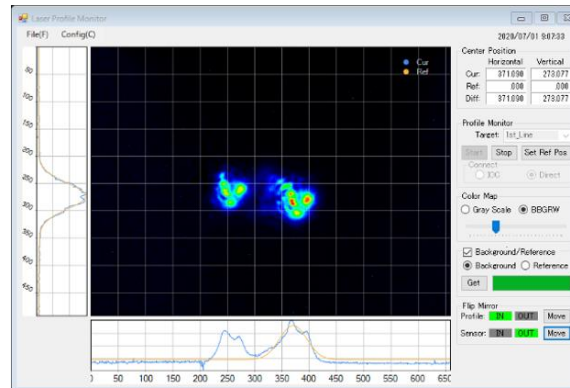 Laser Profile Monitor
File(F) Config(C)
2020/07/01 9:07:33
Cur
Ref
50
100
150
200
250
300
350
400
450
0 50 100 150 200 250 300 350 400 450 500 550 600 650
Center Position
Horizontal Vertical
Cur: 371.090 273.077
Ref: .000 .000
Diff: 371.090 273.077
Profile Monitor
Target: 1st_Line
Start Stop Set Ref Pos
Connect
IOC Direct
Color Map
Gray Scale BBGRW
Background/Reference
Background Reference
Get
Flip Mirror
Profile: IN OUT Move
Sensor: IN OUT Move